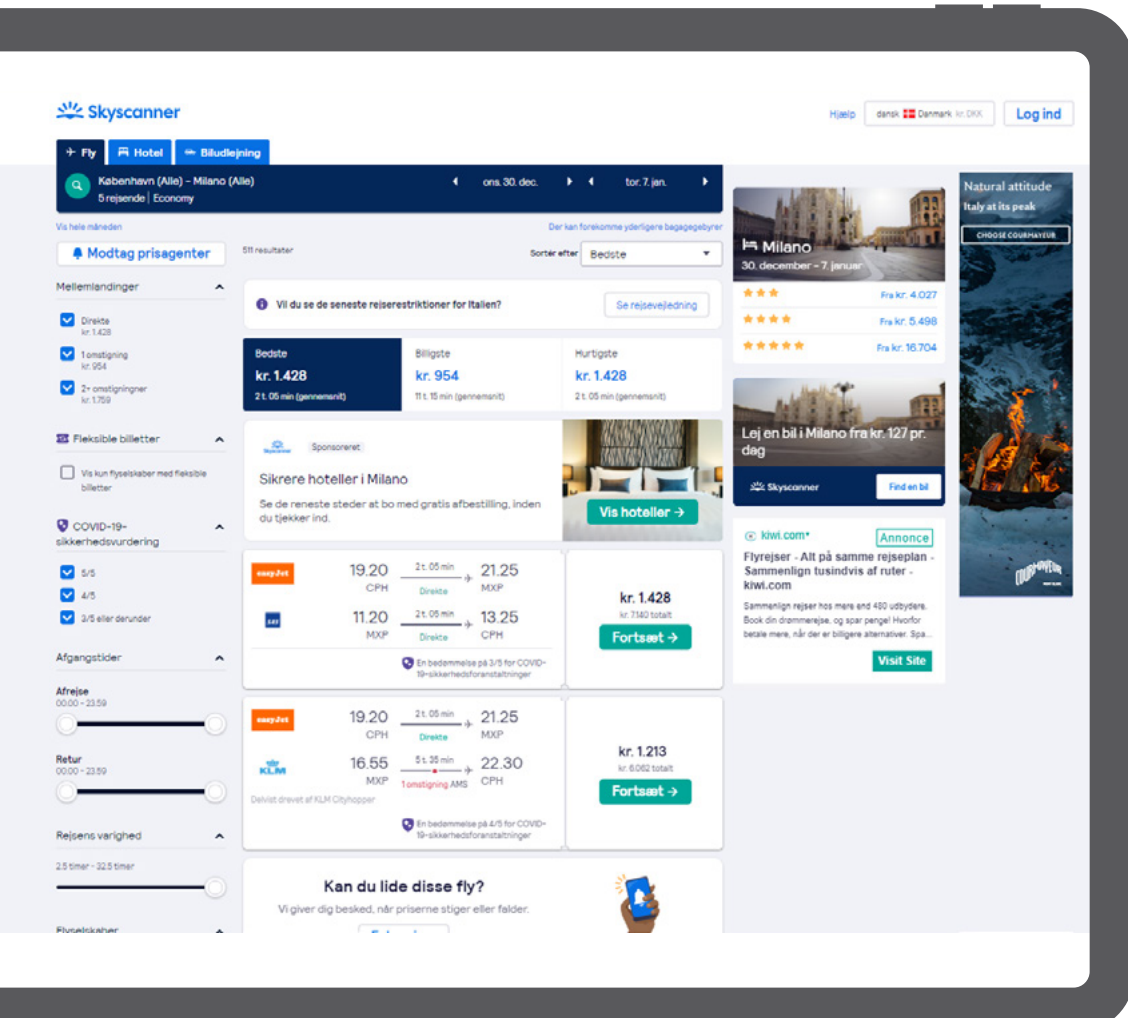 Skyscanner
Hjælp
dansk Danmark kr. DKK
Log ind
Fly
Hotel
Biludlejning
København (Alle) – Milano (Alle)
5 rejsende | Economy
ons. 30. dec.
tor. 7. jan.
Vis hele måneden
Der kan forekomme yderligere bagagegebyrer
Modtag prisagenter
511 resultater
Sortér efter
Bedste
Mellemlandinger
Direkte
kr. 1.428
1 omstigning
kr. 954
2+ omstigningner
kr. 1.759
Fleksible billetter
Vis kun flyselskaber med fleksible
billetter
COVID-19-
sikkerhedsvurdering
5/5
4/5
3/5 eller derunder
Afgangstider
Afrejse
00.00 - 23.59
Retur
00.00 - 23.59
Rejsens varighed
2.5 timer - 32.5 timer
Flyselskaber
Vil du se de seneste rejserestriktioner for Italien?
Se rejsevejledning
Bedste
kr. 1.428
2 t. 05 min (gennemsnit)
Billigste
kr. 954
11 t. 15 min (gennemsnit)
Hurtigste
kr. 1.428
2 t. 05 min (gennemsnit)
Skyscanner
Sponsoreret
Sikrere hoteller i Milano
Se de reneste steder at bo med gratis afbestilling, inden
du tjekker ind.
Vis hoteller →
easyJet
19.20
CPH
2 t. 05 min
Direkte
21.25
MXP
SAS
11.20
MXP
2 t. 05 min
Direkte
13.25
CPH
En bedømmelse på 3/5 for COVID-
19-sikkerhedsforanstaltninger
kr. 1.428
kr. 7.140 totalt
Fortsæt →
easyJet
19.20
CPH
2 t. 05 min
Direkte
21.25
MXP
KLM
16.55
MXP
5 t. 35 min
1 omstigning AMS
22.30
CPH
Delvist drevet af KLM Cityhopper
En bedømmelse på 4/5 for COVID-
19-sikkerhedsforanstaltninger
kr. 1.213
kr. 6.062 totalt
Fortsæt →
Kan du lide disse fly?
Vi giver dig besked, når priserne stiger eller falder.
Milano
30. december – 7. januar
Fra kr. 4.027
Fra kr. 5.498
Fra kr. 16.704
Lej en bil i Milano fra kr. 127 pr.
dag
Skyscanner
Find en bil
kiwi.com
Annonce
Flyrejser - Alt på samme rejseplan -
Sammenlign tusindvis af ruter -
kiwi.com
Sammenlign rejser hos mere end 480 udbydere.
Book din drømmerejse, og spar penge! Hvorfor
betale mere, når der er billigere alternativer. Spa...
Visit Site
Natural attitude
Italy at its peak
CHOOSE COURMAYEUR
COURMAYEUR